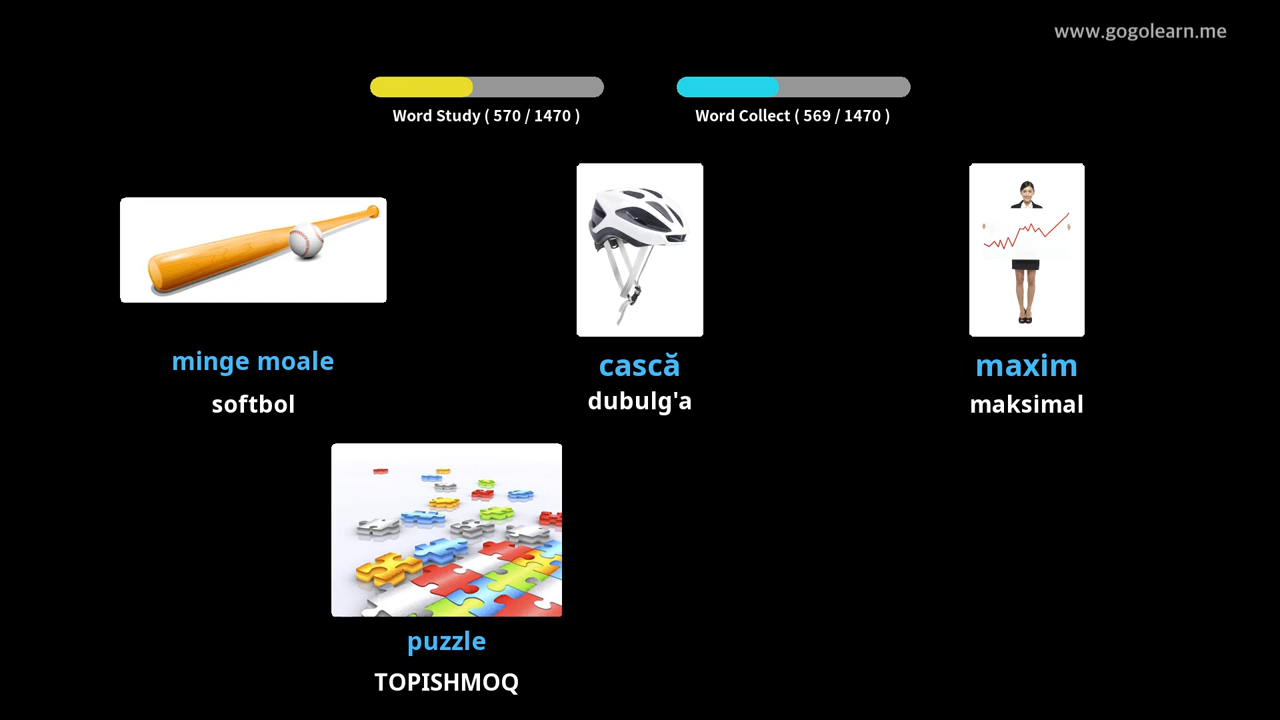 www.gogolearn.me
Word Study ( 570 / 1470 )
Word Collect ( 569 / 1470 )
minge moale
softbol
cască
dubulg'a
maxim
maksimal
puzzle
TOPISHMOQ